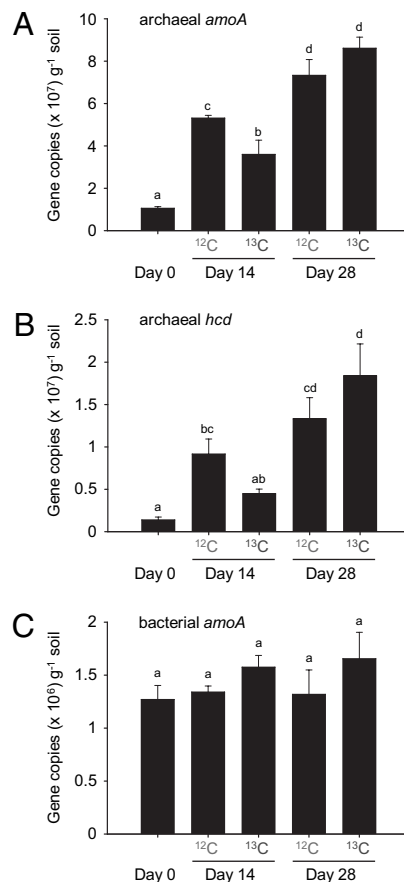 A
archaeal amoA
Gene copies (x 10⁷) g⁻¹ soil
10
8
6
4
2
0
a
c
b
d
d
¹²C ¹³C ¹²C ¹³C
Day 0 Day 14 Day 28
B
archaeal hcd
Gene copies (x 10⁷) g⁻¹ soil
2.5
2
1.5
1
0.5
0
a
bc
ab
cd
d
¹²C ¹³C ¹²C ¹³C
Day 0 Day 14 Day 28
C
bacterial amoA
Gene copies (x 10⁶) g⁻¹ soil
2
1.5
1
0.5
0
a
a
a
a
a
¹²C ¹³C ¹²C ¹³C
Day 0 Day 14 Day 28